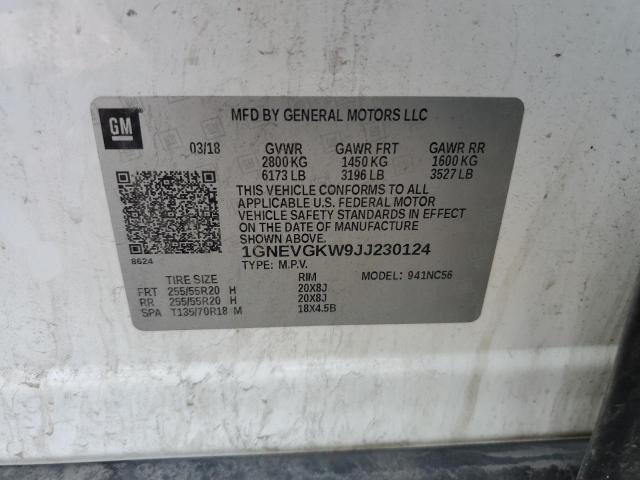 GM
MFD BY GENERAL MOTORS LLC
03/18 GVWR GAWR FRT GAWR RR
2800 KG 1450 KG 1600 KG
6173 LB 3196 LB 3527 LB
THIS VEHICLE CONFORMS TO ALL
APPLICABLE U.S. FEDERAL MOTOR
VEHICLE SAFETY STANDARDS IN EFFECT ON
THE DATE OF MANUFACTURE
SHOWN ABOVE.
8624
1GNEVGKW9JJ230124
TYPE: M.P.V.
TIRE SIZE RIM MODEL: 941NC56
FRT 255/55R20 H 20X8J
RR 255/55R20 H 20X8J
SPA T135/70R18 M 18X4.5B